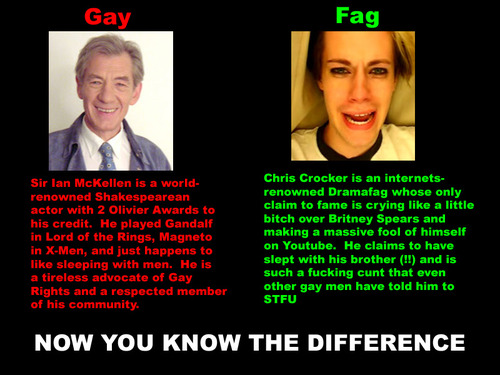 Gay
Sir Ian McKellen is a world-
renowned Shakespearean
actor with 2 Olivier Awards to
his credit.  He played Gandalf
in Lord of the Rings, Magneto
in X-Men, and just happens to
like sleeping with men.  He is
a tireless advocate of Gay
Rights and a respected member
of his community.
Fag
Chris Crocker is an internets-
renowned Dramafag whose only
claim to fame is crying like a little
bitch over Britney Spears and
making a massive fool of himself
on Youtube.  He claims to have
slept with his brother (!!) and is
such a fucking cunt that even
other gay men have told him to
STFU
NOW YOU KNOW THE DIFFERENCE